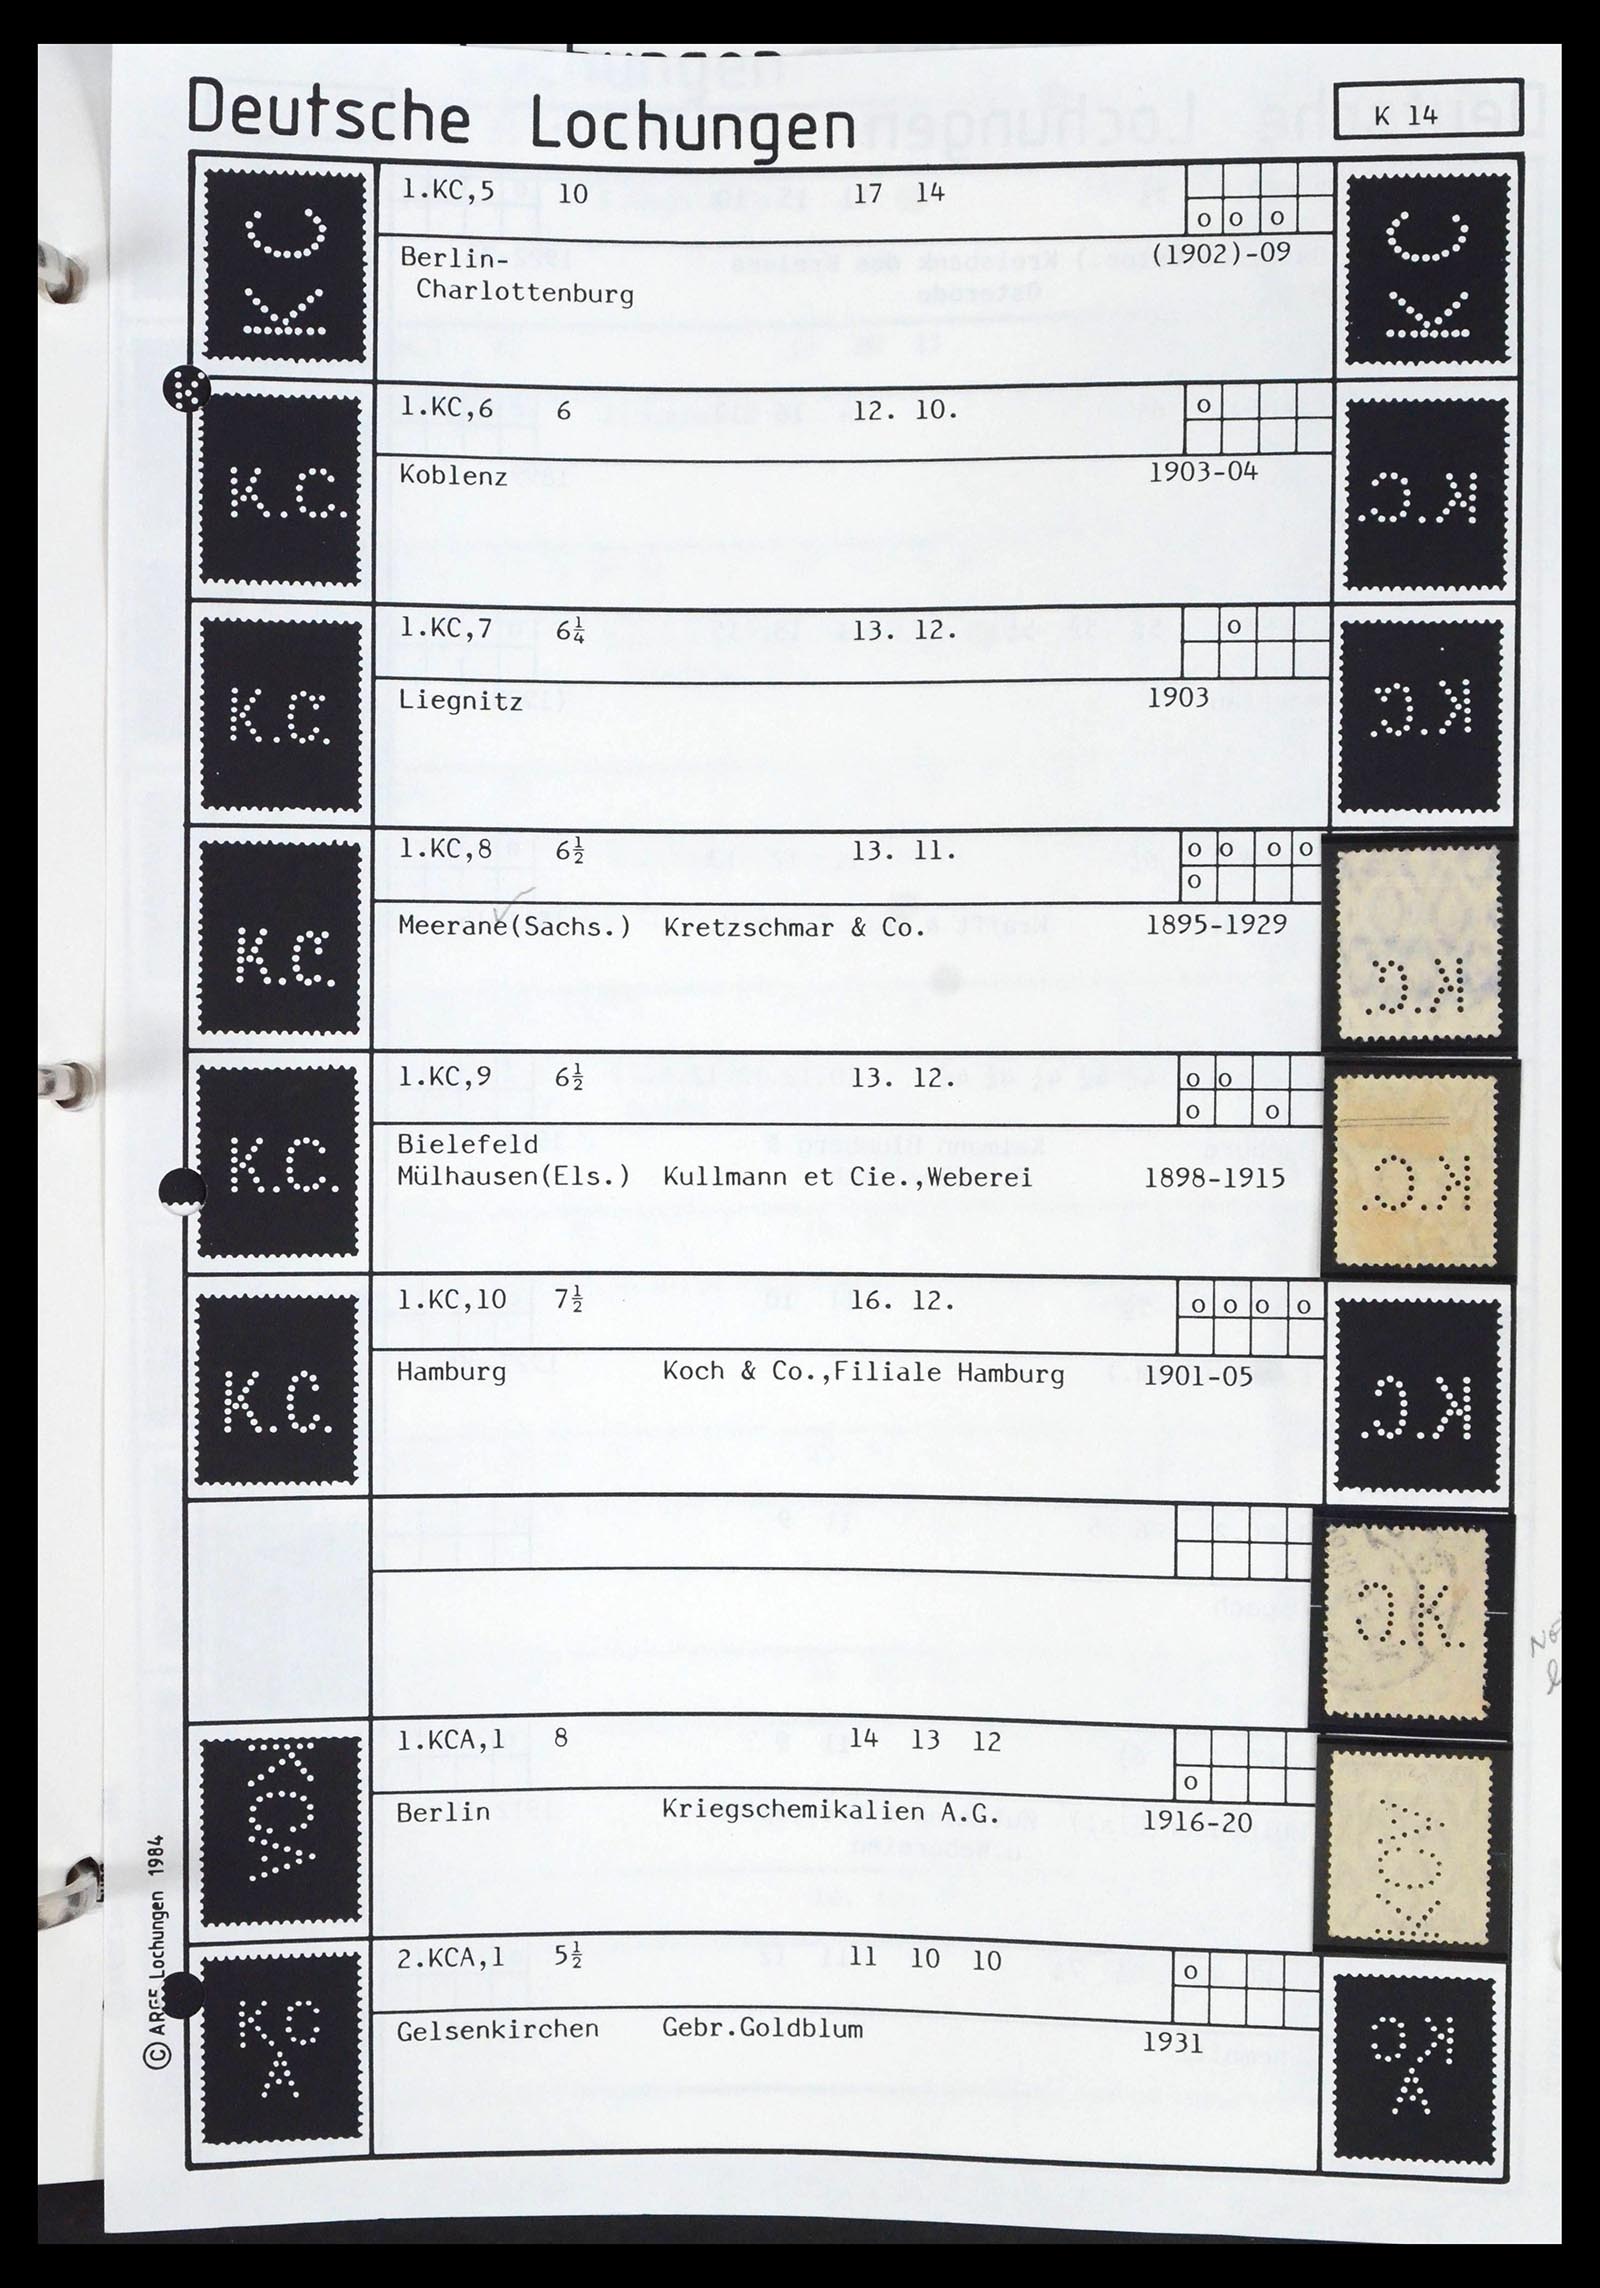 Deutsche Lochungen
K 14
1.KC,5 10 17 14
o o o
Berlin-
Charlottenburg
(1902)-09
K C
K C
1.KC,6 6 12. 10.
o
Koblenz 1903-04
K.C.
K.C.
1.KC,7 6¼ 13. 12.
o
Liegnitz 1903
K.C.
K.C.
1.KC,8 6½ 13. 11.
o o o o
o
Meerane(Sachs.) Kretzschmar & Co. 1895-1929
K.C.
K.C.
1.KC,9 6½ 13. 12.
o o
o o
Bielefeld
Mülhausen(Els.) Kullmann et Cie.,Weberei 1898-1915
K.C.
K.C.
1.KC,10 7½ 16. 12.
o o o o
Hamburg Koch & Co.,Filiale Hamburg 1901-05
K.C.
K.C.
C.K.
1.KCA,1 8 14 13 12
o
Berlin Kriegschemikalien A.G. 1916-20
KCA
KCA
2.KCA,1 5½ 11 10 10
o
Gelsenkirchen Gebr.Goldblum 1931
K C
A
K C
A
© ARGE Lochungen 1984